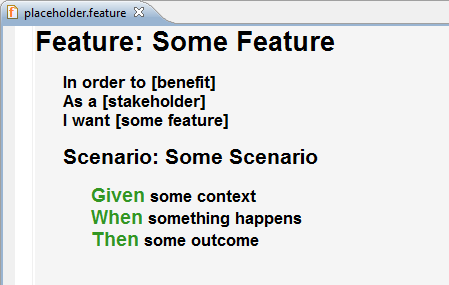 placeholder.feature
Feature: Some Feature
In order to [benefit]
As a [stakeholder]
I want [some feature]
Scenario: Some Scenario
Given some context
When something happens
Then some outcome